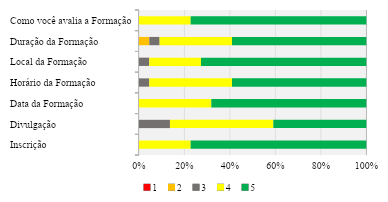 Como você avalia a Formação
Duração da Formação
Local da Formação
Horário da Formação
Data da Formação
Divulgação
Inscrição
0% 20% 40% 60% 80% 100%
1 2 3 4 5